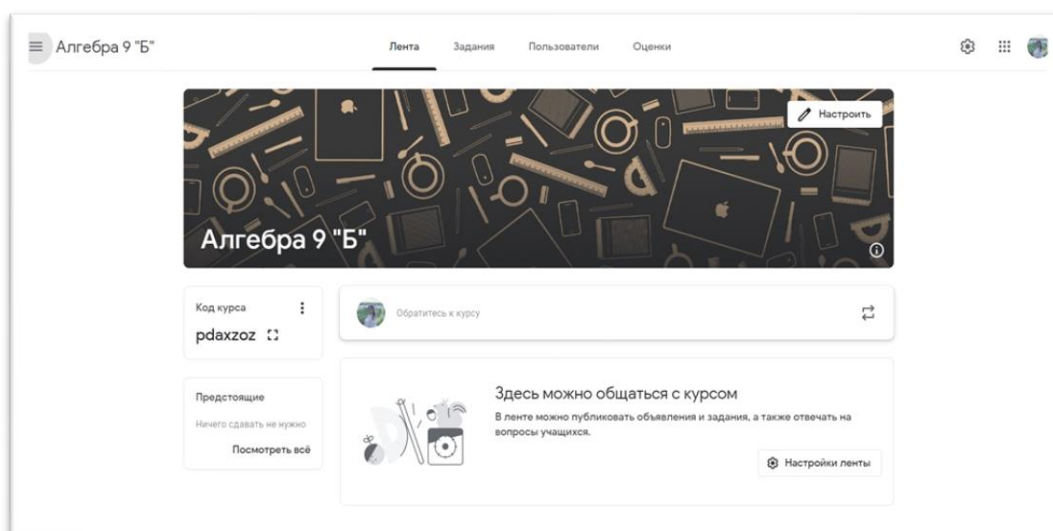 Алгебра 9 "Б"
Лента Задания Пользователи Оценки
Настроить
Алгебра 9 "Б"
Код курса
pdaxzoz
Обратитесь к курсу
Предстоящие
Ничего сдавать не нужно
Посмотреть всё
Здесь можно общаться с курсом
В ленте можно публиковать объявления и задания, а также отвечать на
вопросы учащихся.
Настройки ленты